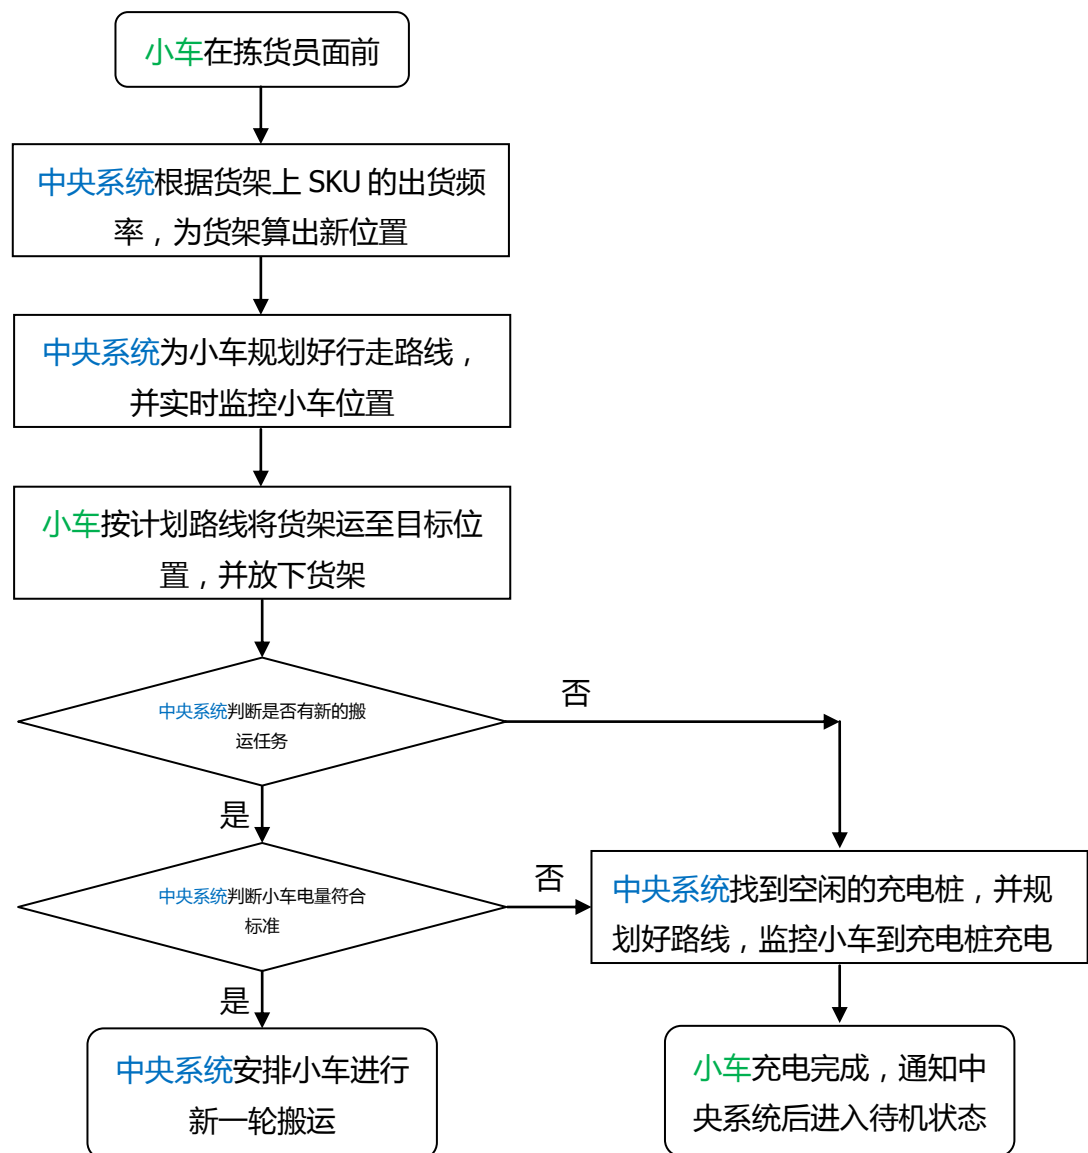 小车在拣货员面前
中央系统根据货架上 SKU 的出货频
率，为货架算出新位置
中央系统为小车规划好行走路线，
并实时监控小车位置
小车按计划路线将货架运至目标位
置，并放下货架
中央系统判断是否有新的搬
运任务
否
是
中央系统判断小车电量符合
标准
否
中央系统找到空闲的充电桩，并规
划好路线，监控小车到充电桩充电
是
中央系统安排小车进行
新一轮搬运
小车充电完成，通知中
央系统后进入待机状态